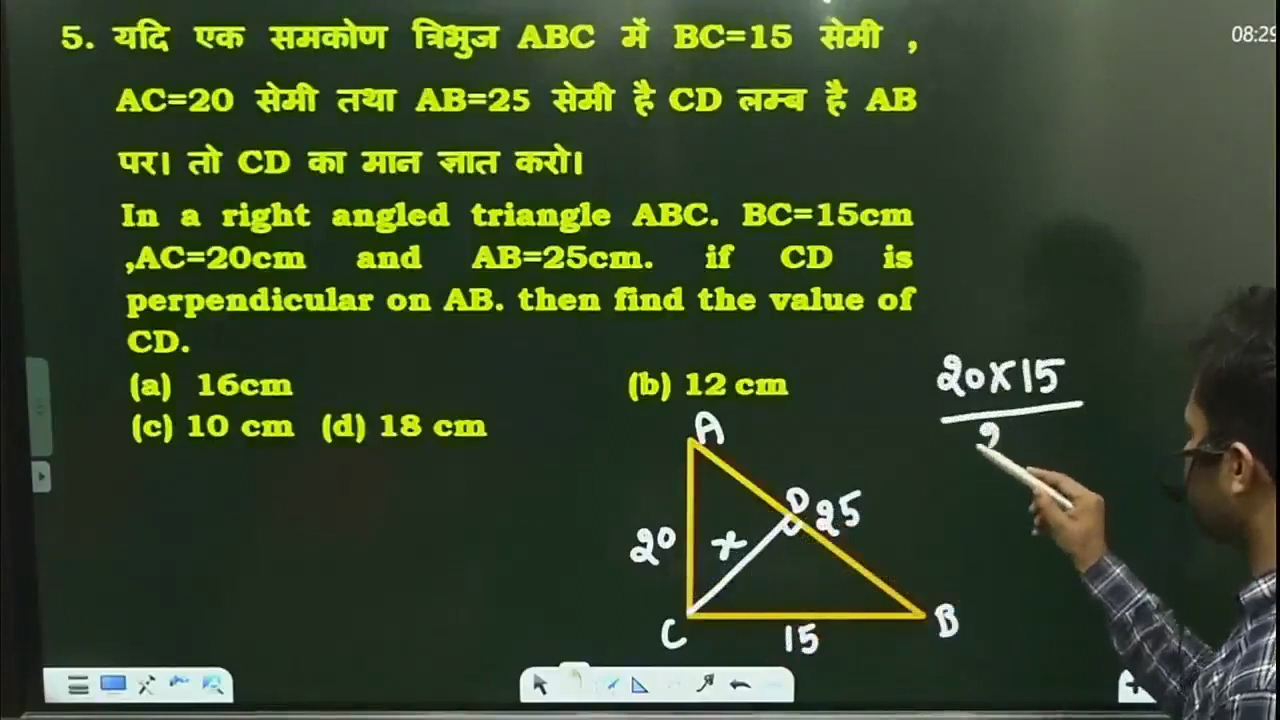 08:29
5. यदि एक समकोण त्रिभुज ABC में BC=15 सेमी ,
AC=20 सेमी तथा AB=25 सेमी है CD लम्ब है AB
पर। तो CD का मान ज्ञात करो।
In a right angled triangle ABC. BC=15cm
,AC=20cm and AB=25cm. if CD is
perpendicular on AB. then find the value of
CD.
(a) 16cm (b) 12 cm
(c) 10 cm (d) 18 cm
20×15
A
D 25
20 x
C 15 B